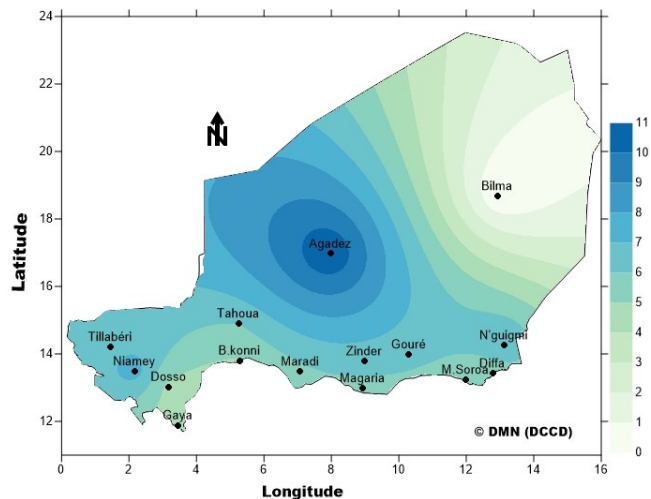 24
22
20
18
16
14
12
Latitude
N
Bilma
Agadez
Tahoua
Tillabéri
Niamey
B.konni
Dosso
Gaya
Maradi
Zinder
Magaria
Gouré
N'guigmi
Diffa
M.Soroa
© DMN (DCCD)
0 2 4 6 8 10 12 14 16
Longitude
11
10
9
8
7
6
5
4
3
2
1
0